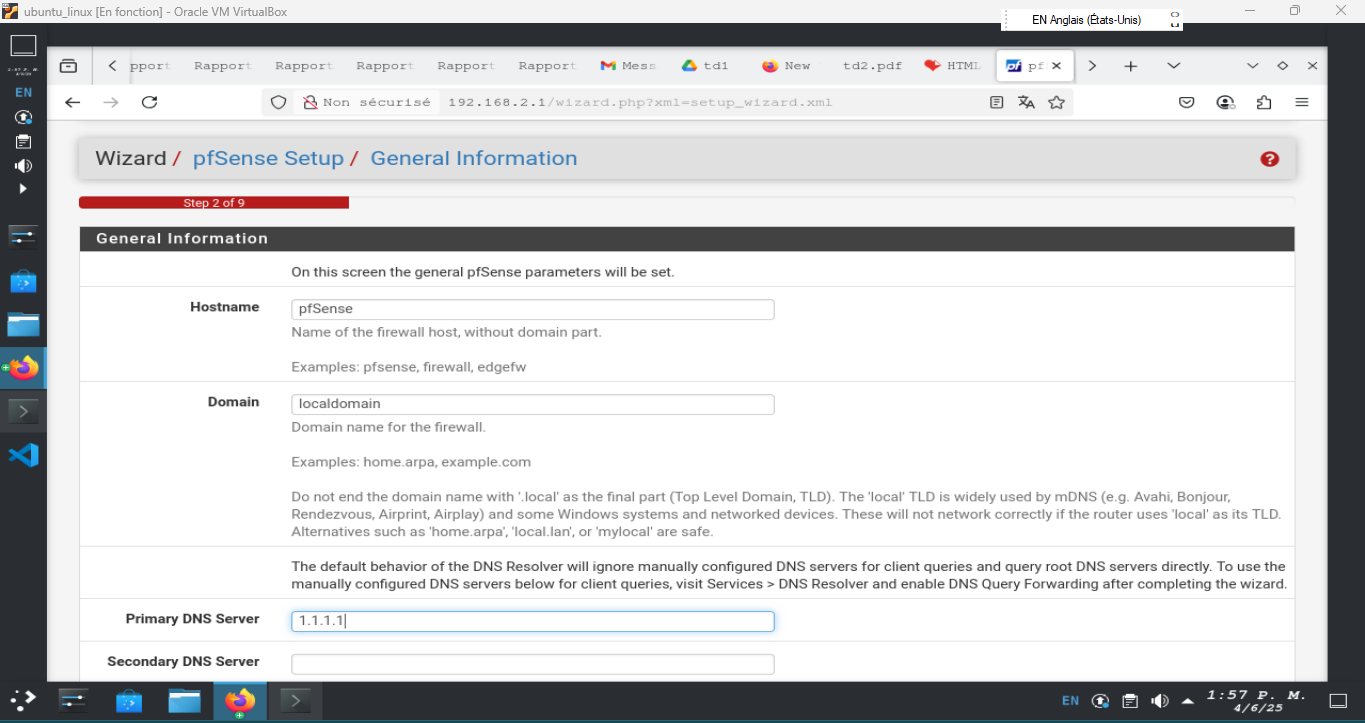 ubuntu_linux [En fonction] - Oracle VM VirtualBox
EN Anglais (États-Unis)
pport Rapport Rapport Rapport Rapport Rapport Mess td1 New td2.pdf HTML pf
EN
Non sécurisé 192.168.2.1/wizard.php?xml=setup_wizard.xml
Wizard / pfSense Setup / General Information
Step 2 of 9
General Information
On this screen the general pfSense parameters will be set.
Hostname pfSense
Name of the firewall host, without domain part.
Examples: pfsense, firewall, edgefw
Domain localdomain
Domain name for the firewall.
Examples: home.arpa, example.com
Do not end the domain name with '.local' as the final part (Top Level Domain, TLD). The 'local' TLD is widely used by mDNS (e.g. Avahi, Bonjour,
Rendezvous, Airprint, Airplay) and some Windows systems and networked devices. These will not network correctly if the router uses 'local' as its TLD.
Alternatives such as 'home.arpa', 'local.lan', or 'mylocal' are safe.
The default behavior of the DNS Resolver will ignore manually configured DNS servers for client queries and query root DNS servers directly. To use the
manually configured DNS servers below for client queries, visit Services > DNS Resolver and enable DNS Query Forwarding after completing the wizard.
Primary DNS Server 1.1.1.1
Secondary DNS Server
EN 1:57 P. M.
4/6/25